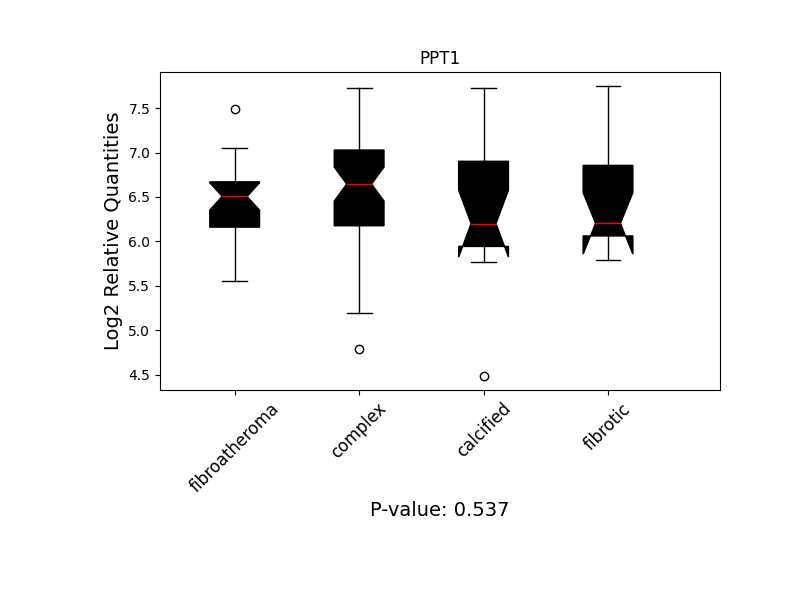 PPT1
Log2 Relative Quantities
7.5
7.0
6.5
6.0
5.5
5.0
4.5
fibroatheroma
complex
calcified
fibrotic
P-value: 0.537